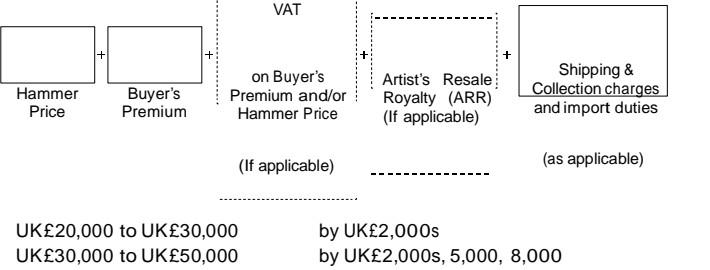 VAT
+ + + +
Hammer
Price
Buyer's
Premium
on Buyer's
Premium and/or
Hammer Price
(If applicable)
Artist's Resale
Royalty (ARR)
(If applicable)
Shipping &
Collection charges
and import duties
(as applicable)
UK£20,000 to UK£30,000 by UK£2,000s
UK£30,000 to UK£50,000 by UK£2,000s, 5,000, 8,000